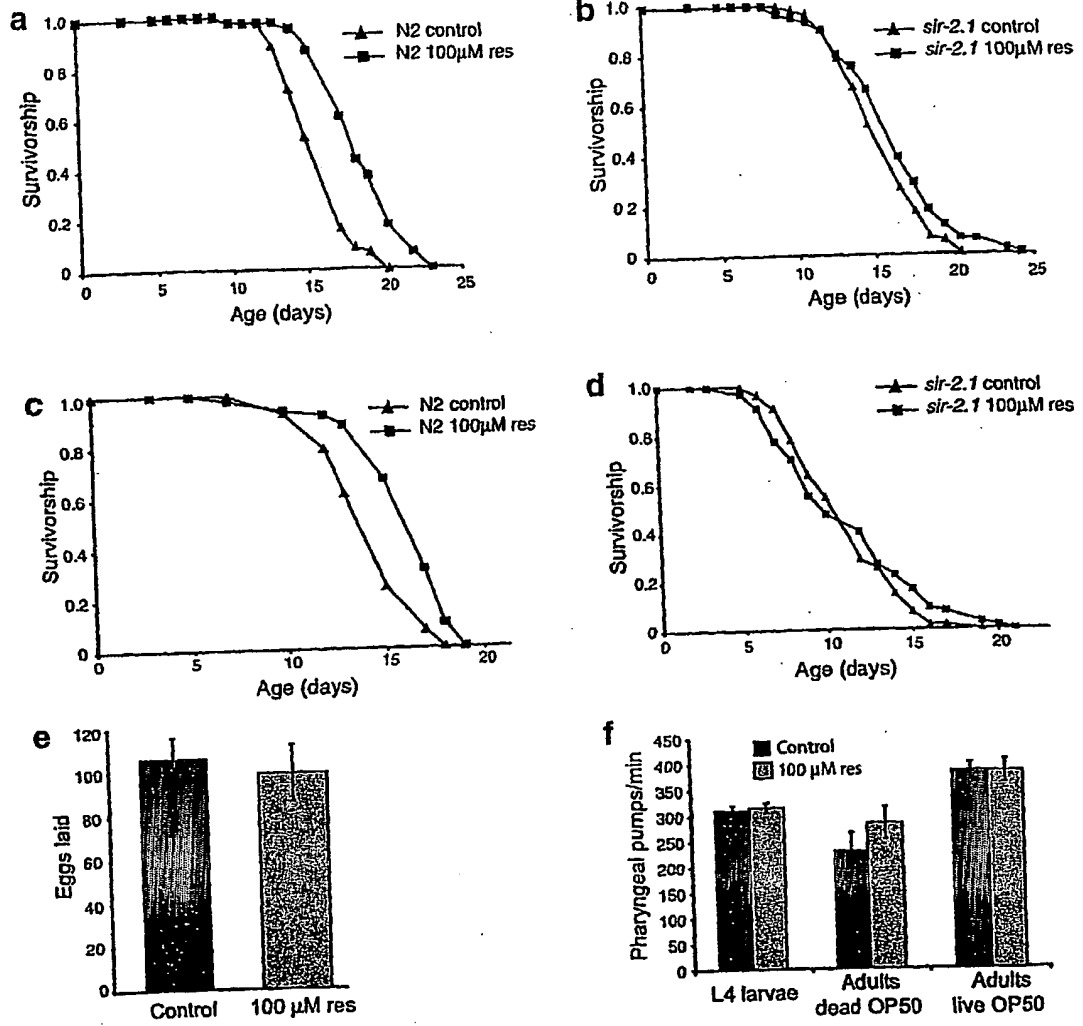 a
N2 control
N2 100µM res
1.0
0.8
0.6
0.4
0.2
0
Survivorship
0 5 10 15 20 25
Age (days)
b
sir-2.1 control
sir-2.1 100µM res
1.0
0.8
0.6
0.4
0.2
0
Survivorship
0 5 10 15 20 25
Age (days)
c
N2 control
N2 100µM res
1.0
0.8
0.6
0.4
0.2
0
Survivorship
0 5 10 15 20
Age (days)
d
sir-2.1 control
sir-2.1 100µM res
1.0
0.8
0.6
0.4
0.2
0
Survivorship
0 5 10 15 20
Age (days)
e
120
100
80
60
40
20
0
Eggs laid
Control 100 µM res
f
Control
100 µM res
450
400
350
300
250
200
150
100
50
0
Pharyngeal pumps/min
L4 larvae Adults Adults
dead OP50 live OP50